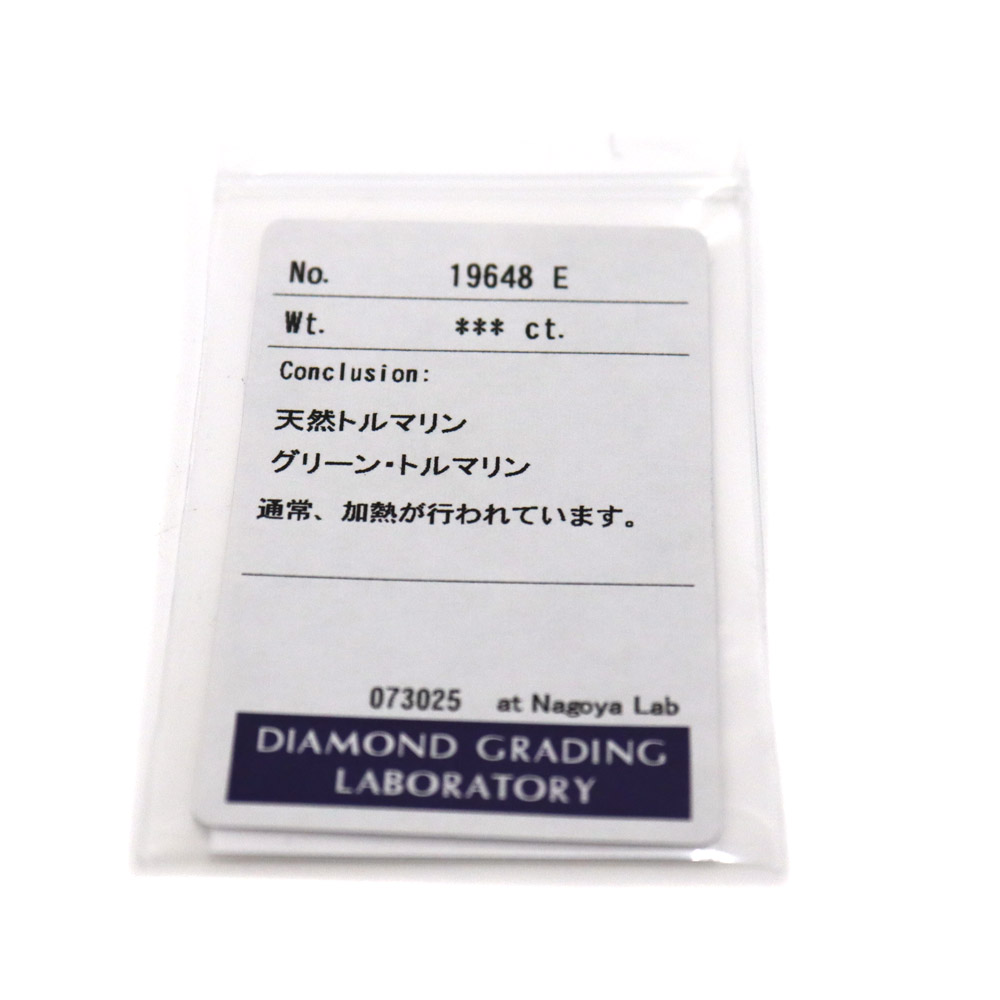 No. 19648 E
Wt. *** ct.
Conclusion:
天然トルマリン
グリーン・トルマリン
通常、加熱が行われています。
073025 at Nagoya Lab
DIAMOND GRADING
LABORATORY